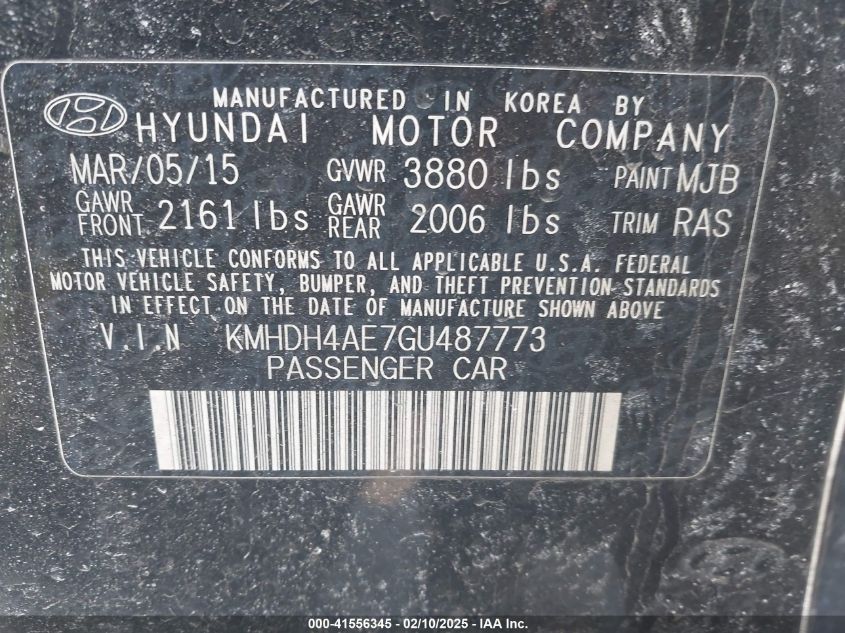 MANUFACTURED IN KOREA BY
HYUNDAI MOTOR COMPANY
MAR/05/15 GVWR 3880 lbs PAINT MJB
GAWR FRONT 2161 lbs GAWR REAR 2006 lbs TRIM RAS
THIS VEHICLE CONFORMS TO ALL APPLICABLE U.S.A. FEDERAL
MOTOR VEHICLE SAFETY, BUMPER, AND THEFT PREVENTION STANDARDS
IN EFFECT ON THE DATE OF MANUFACTURE SHOWN ABOVE
V.I.N KMHDH4AE7GU487773
PASSENGER CAR
000-41556345 - 02/10/2025 - IAA Inc.